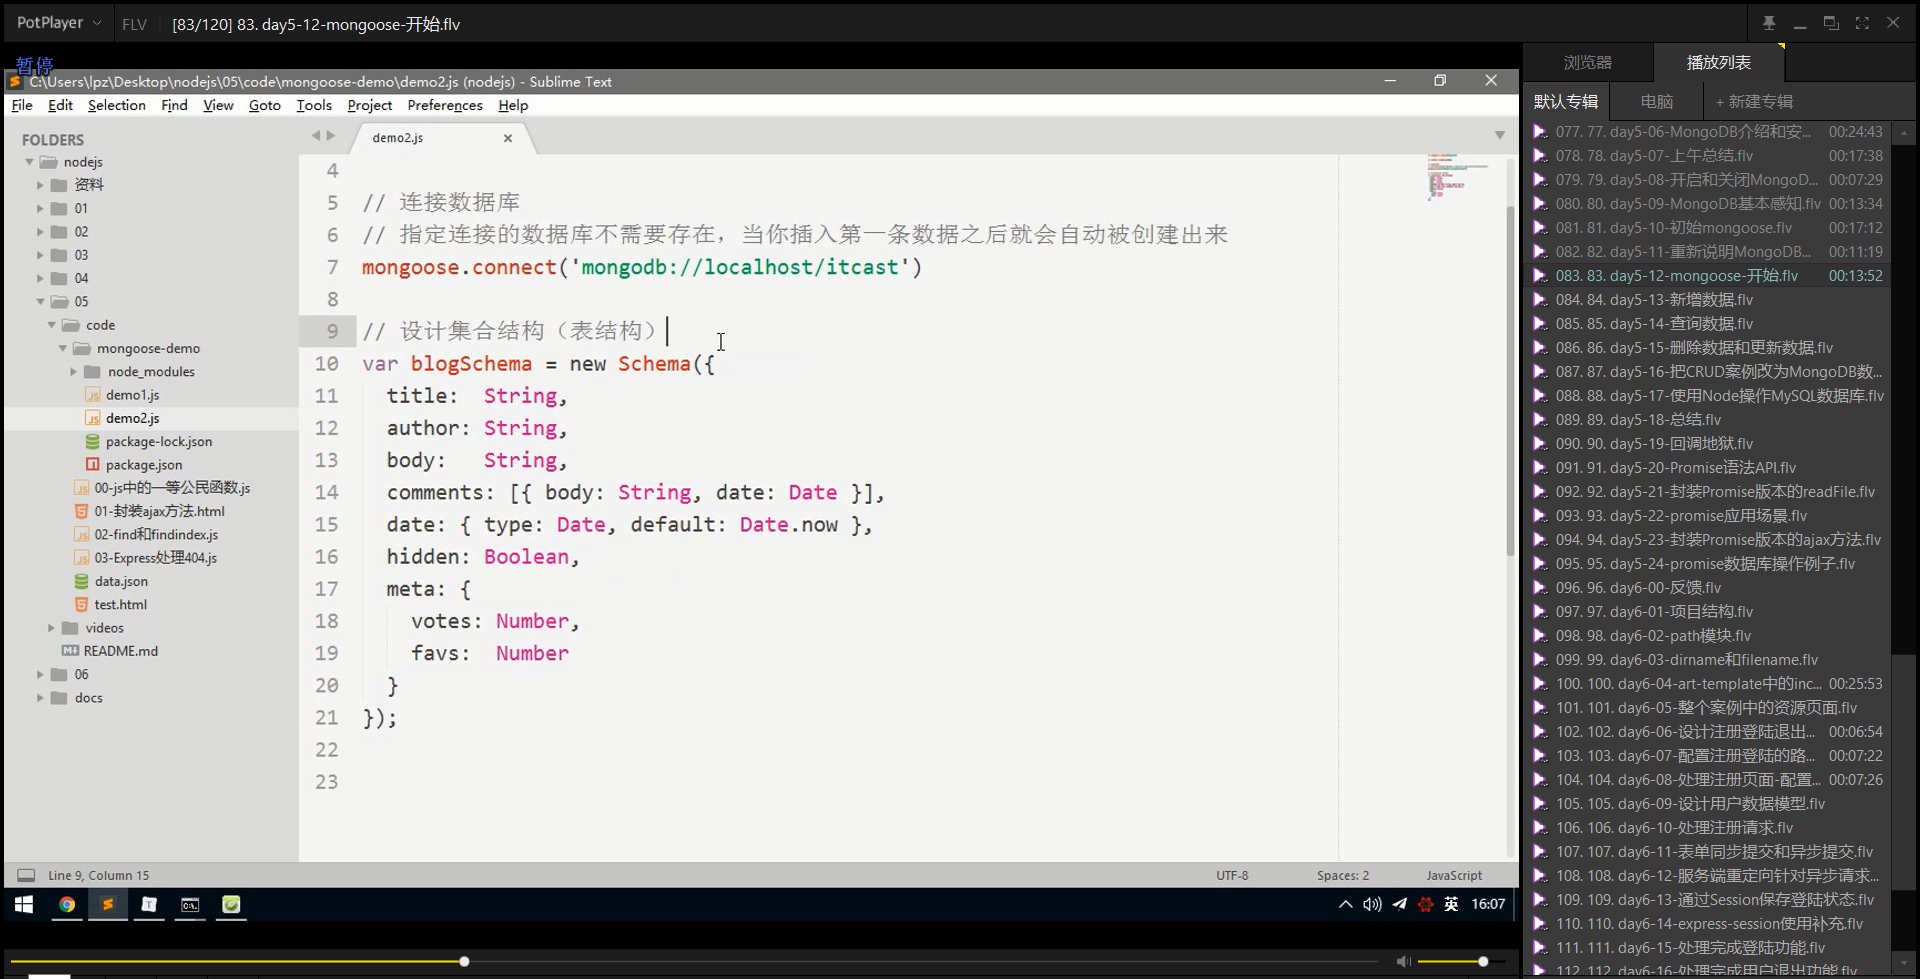 PotPlayer
FLV
[83/120] 83. day5-12-mongoose-开始.flv
暂停
C:\Users\lpz\Desktop\nodejs\05\code\mongoose-demo\demo2.js (nodejs) - Sublime Text
File Edit Selection Find View Goto Tools Project Preferences Help
FOLDERS
nodejs
资料
01
02
03
04
05
code
mongoose-demo
node_modules
demo1.js
demo2.js
package-lock.json
package.json
00-js中的一等公民函数.js
01-封装ajax方法.html
02-find和findindex.js
03-Express处理404.js
data.json
test.html
videos
README.md
06
docs
demo2.js
4
5 // 连接数据库
6 // 指定连接的数据库不需要存在，当你插入第一条数据之后就会自动被创建出来
7 mongoose.connect('mongodb://localhost/itcast')
8
9 // 设计集合结构（表结构）
10 var blogSchema = new Schema({
11 title: String,
12 author: String,
13 body: String,
14 comments: [{ body: String, date: Date }],
15 date: { type: Date, default: Date.now },
16 hidden: Boolean,
17 meta: {
18 votes: Number,
19 favs: Number
20 }
21 });
22
23
Line 9, Column 15
UTF-8
Spaces: 2
JavaScript
英
16:07
浏览器
播放列表
默认专辑
电脑
+ 新建专辑
077. 77. day5-06-MongoDB介绍和安... 00:24:43
078. 78. day5-07-上午总结.flv 00:17:38
079. 79. day5-08-开启和关闭MongoD... 00:07:29
080. 80. day5-09-MongoDB基本感知.flv 00:13:34
081. 81. day5-10-初始mongoose.flv 00:17:12
082. 82. day5-11-重新说明MongoDB... 00:11:19
083. 83. day5-12-mongoose-开始.flv 00:13:52
084. 84. day5-13-新增数据.flv
085. 85. day5-14-查询数据.flv
086. 86. day5-15-删除数据和更新数据.flv
087. 87. day5-16-把CRUD案例改为MongoDB数...
088. 88. day5-17-使用Node操作MySQL数据库.flv
089. 89. day5-18-总结.flv
090. 90. day5-19-回调地狱.flv
091. 91. day5-20-Promise语法API.flv
092. 92. day5-21-封装Promise版本的readFile.flv
093. 93. day5-22-promise应用场景.flv
094. 94. day5-23-封装Promise版本的ajax方法.flv
095. 95. day5-24-promise数据库操作例子.flv
096. 96. day6-00-反馈.flv
097. 97. day6-01-项目结构.flv
098. 98. day6-02-path模块.flv
099. 99. day6-03-dirname和filename.flv
100. 100. day6-04-art-template中的inc... 00:25:53
101. 101. day6-05-整个案例中的资源页面.flv
102. 102. day6-06-设计注册登陆退出... 00:06:54
103. 103. day6-07-配置注册登陆的路... 00:07:22
104. 104. day6-08-处理注册页面-配置... 00:07:26
105. 105. day6-09-设计用户数据模型.flv
106. 106. day6-10-处理注册请求.flv
107. 107. day6-11-表单同步提交和异步提交.flv
108. 108. day6-12-服务端重定向针对异步请求...
109. 109. day6-13-通过Session保存登陆状态.flv
110. 110. day6-14-express-session使用补充.flv
111. 111. day6-15-处理完成登陆功能.flv
112. 112. day6-16-处理完成用户退出功能.flv